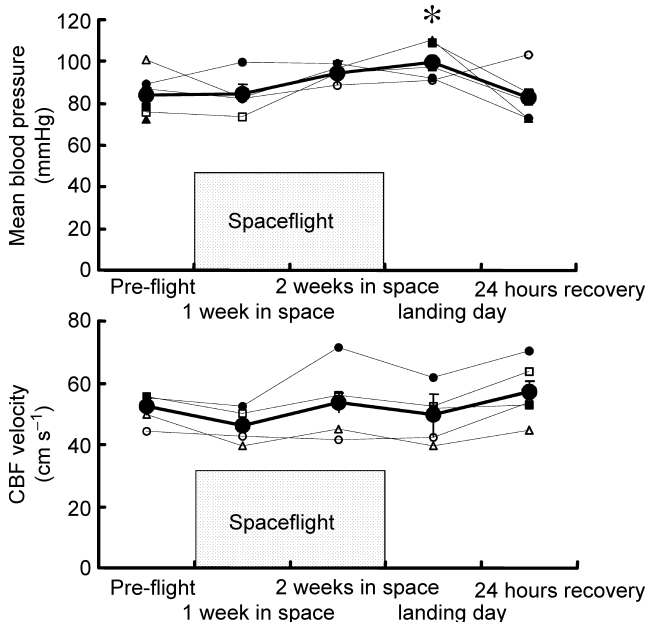 *
Mean blood pressure
(mmHg)
120
100
80
60
40
20
0
Spaceflight
Pre-flight
1 week in space
2 weeks in space
landing day
24 hours recovery
CBF velocity
(cm s⁻¹)
80
60
40
20
0
Spaceflight
Pre-flight
1 week in space
2 weeks in space
landing day
24 hours recovery